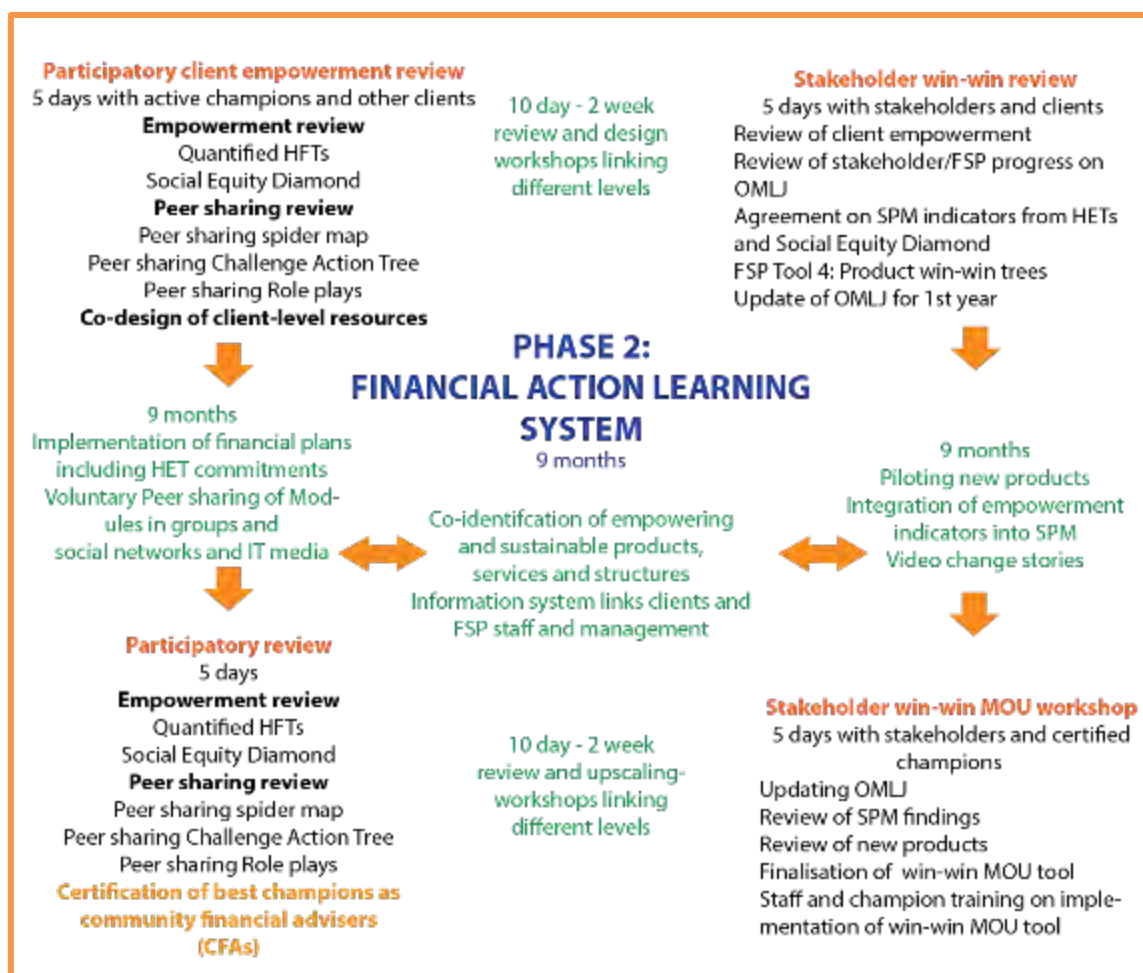 Participatory client empowerment review
5 days with active champions and other clients
Empowerment review
Quantified HFTs
Social Equity Diamond
Peer sharing review
Peer sharing spider map
Peer sharing Challenge Action Tree
Peer sharing Role plays
Co-design of client-level resources
10 day - 2 week
review and design
workshops linking
different levels
Stakeholder win-win review
5 days with stakeholders and clients
Review of client empowerment
Review of stakeholder/FSP progress on
OMLJ
Agreement on SPM indicators from HETs
and Social Equity Diamond
FSP Tool 4: Product win-win trees
Update of OMLJ for 1st year
PHASE 2:
FINANCIAL ACTION LEARNING
SYSTEM
9 months
9 months
Implementation of financial plans
including HET commitments
Voluntary Peer sharing of Mod-
ules in groups and
social networks and IT media
Co-identifcation of empowering
and sustainable products,
services and structures
Information system links clients and
FSP staff and management
9 months
Piloting new products
Integration of empowerment
indicators into SPM
Video change stories
Participatory review
5 days
Empowerment review
Quantified HFTs
Social Equity Diamond
Peer sharing review
Peer sharing spider map
Peer sharing Challenge Action Tree
Peer sharing Role plays
Certification of best champions as
community financial advisers
(CFAs)
10 day - 2 week
review and upscaling-
workshops linking
different levels
Stakeholder win-win MOU workshop
5 days with stakeholders and certified
champions
Updating OMLJ
Review of SPM findings
Review of new products
Finalisation of win-win MOU tool
Staff and champion training on imple-
mentation of win-win MOU tool